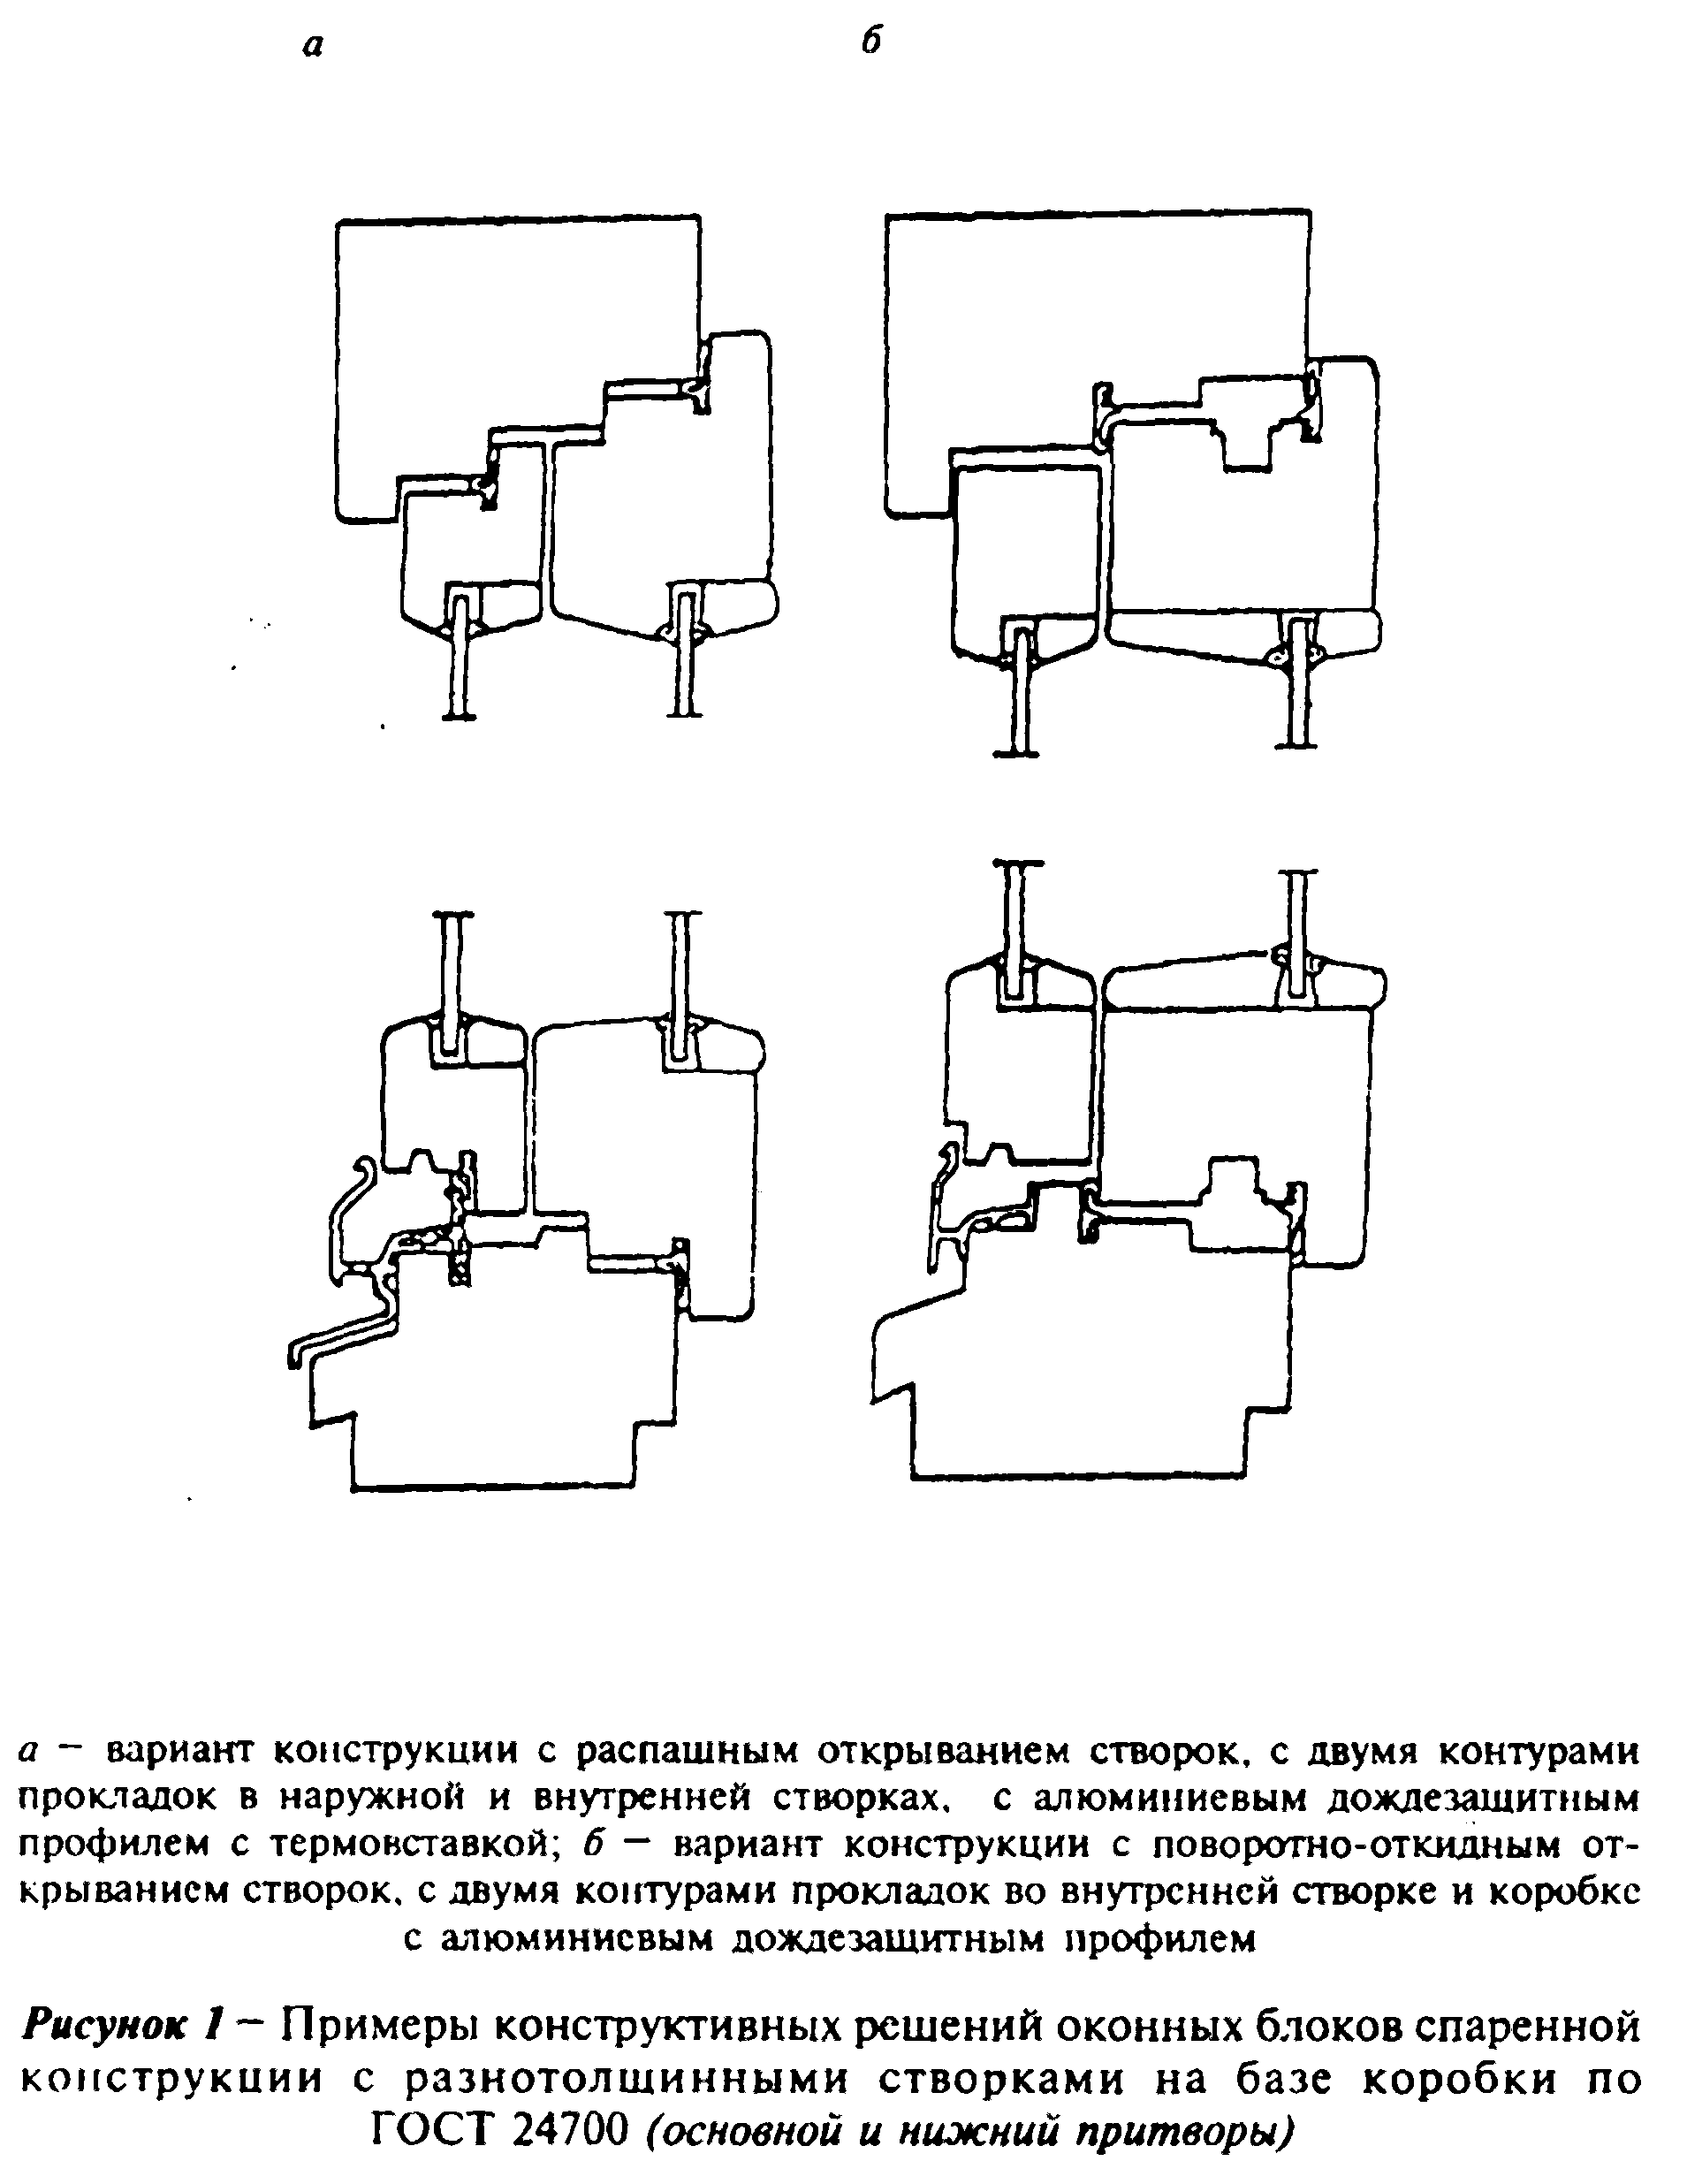 а
б
а — вариант конструкции с распашным открыванием створок, с двумя контурами
прокладок в наружной и внутренней створках, с алюминиевым дождезащитным
профилем с термовставкой; б — вариант конструкции с поворотно-откидным от-
крыванием створок, с двумя контурами прокладок во внутренней створке и коробке
с алюминиевым дождезащитным профилем
Рисунок 1 — Примеры конструктивных решений оконных блоков спаренной
конструкции с разнотолщинными створками на базе коробки по
ГОСТ 24700 (основной и нижний притворы)